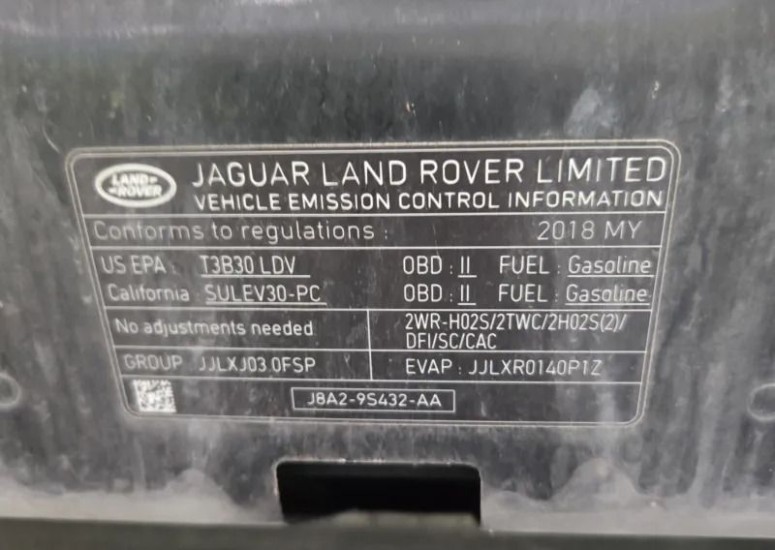 LAND-
-ROVER
JAGUAR LAND ROVER LIMITED
VEHICLE EMISSION CONTROL INFORMATION
Conforms to regulations : 2018 MY
US EPA : T3B30 LDV OBD : II FUEL : Gasoline
California : SULEV30-PC OBD : II FUEL : Gasoline
No adjustments needed
2WR-HO2S/2TWC/2HO2S(2)/
DFI/SC/CAC
GROUP : JJLXJ03.0FSP EVAP : JJLXR0140P1Z
J8A2-9S432-AA